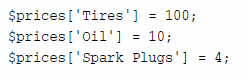 $prices['Tires'] = 100;
$prices['Oil'] = 10;
$prices['Spark Plugs'] = 4;